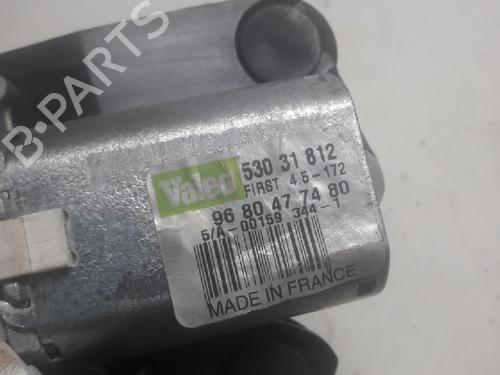 B-PARTS
Valeo
530 31 812
FIRST 4.5-172
96 80 47 74 80
5/A-00159 344-1
MADE IN FRANCE